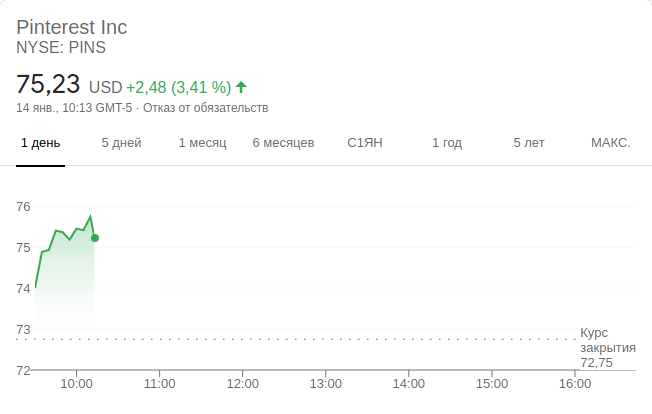 Pinterest Inc
NYSE: PINS
75,23 USD +2,48 (3,41 %)
14 янв., 10:13 GMT-5 · Отказ от обязательств
1 день 5 дней 1 месяц 6 месяцев С1ЯН 1 год 5 лет МАКС.
76
75
74
73
Курс
закрытия
72,75
72
10:00 11:00 12:00 13:00 14:00 15:00 16:00